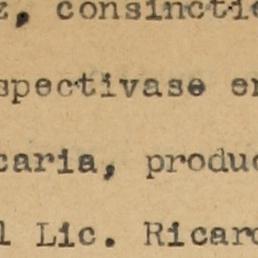 z, consinctie
spectivase en
caria, produc
l Lic. Ricard